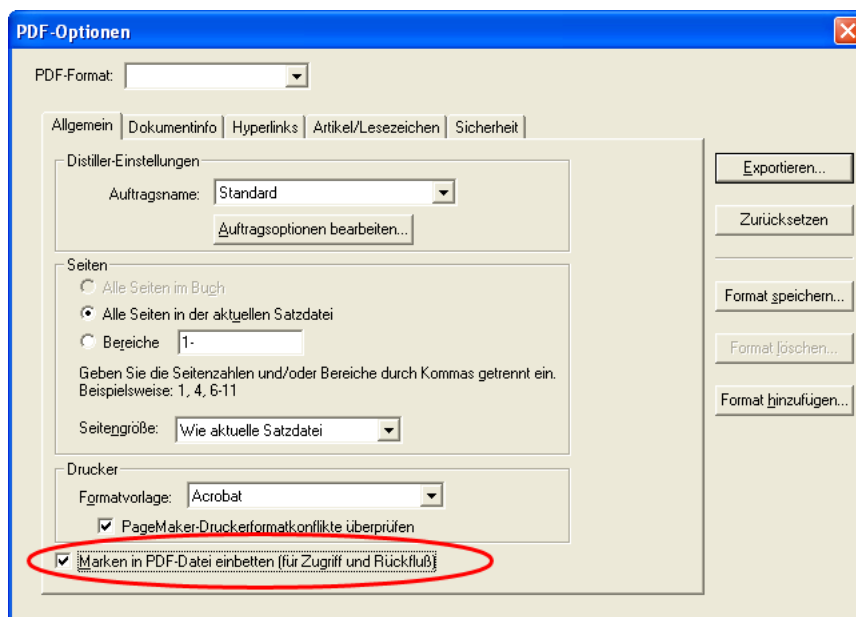 PDF-Optionen
PDF-Format:
Allgemein
Dokumentinfo
Hyperlinks
Artikel/Lesezeichen
Sicherheit
Distiller-Einstellungen
Auftragsname: Standard
Auftragsoptionen bearbeiten...
Seiten
Alle Seiten im Buch
Alle Seiten in der aktuellen Satzdatei
Bereiche 1-
Geben Sie die Seitenzahlen und/oder Bereiche durch Kommas getrennt ein.
Beispielsweise: 1, 4, 6-11
Seitengröße: Wie aktuelle Satzdatei
Drucker
Formatvorlage: Acrobat
PageMaker-Druckerformatkonflikte überprüfen
Marken in PDF-Datei einbetten (für Zugriff und Rückfluß)
Exportieren...
Zurücksetzen
Format speichern...
Format löschen...
Format hinzufügen...